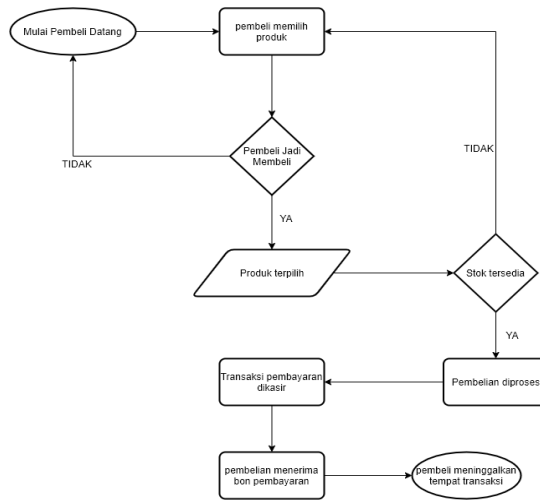 Mulai Pembeli Datang
pembeli memilih
produk
Pembeli Jadi
Membeli
TIDAK
TIDAK
YA
Produk terpilih
Stok tersedia
YA
Transaksi pembayaran
dikasir
Pembelian diproses
pembelian menerima
bon pembayaran
pembeli meninggalkan
tempat transaksi